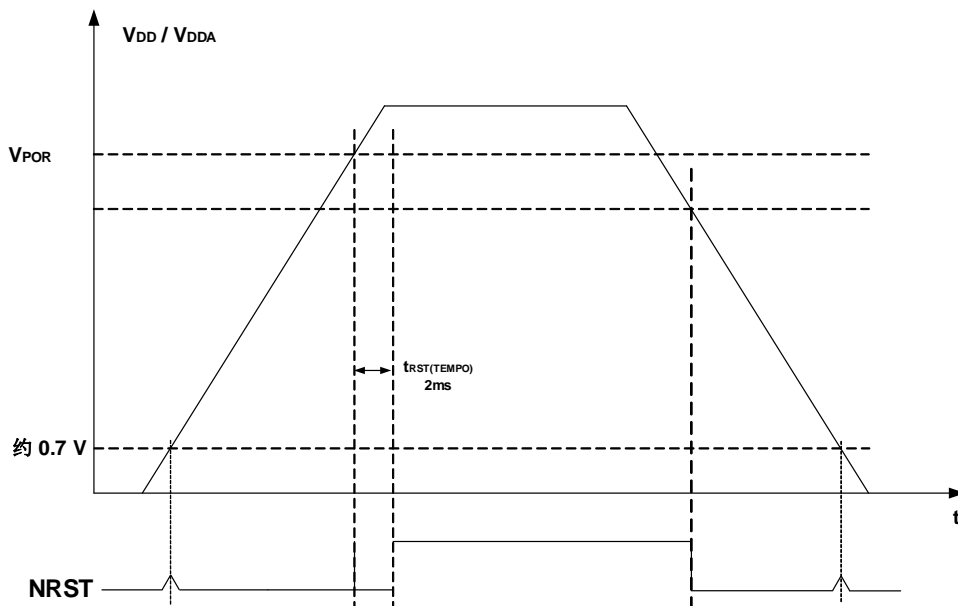 VDD / VDDA
VPOR
tRST(TEMPO)
2ms
约 0.7 V
t
NRST